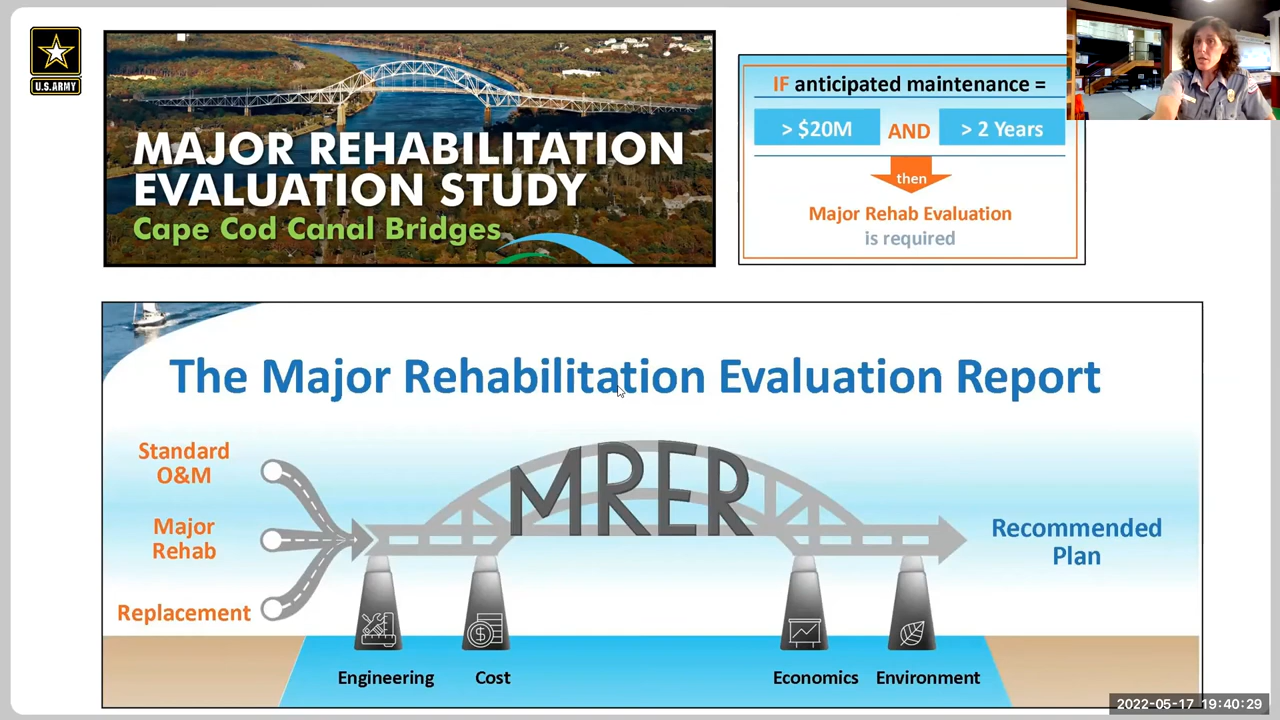 U.S.ARMY
MAJOR REHABILITATION
EVALUATION STUDY
Cape Cod Canal Bridges
IF anticipated maintenance =
> $20M AND > 2 Years
then
Major Rehab Evaluation
is required
The Major Rehabilitation Evaluation Report
Standard
O&M
Major
Rehab
Replacement
MRER
Recommended
Plan
$
Engineering
Cost
Economics
Environment
2022-05-17 19:40:29